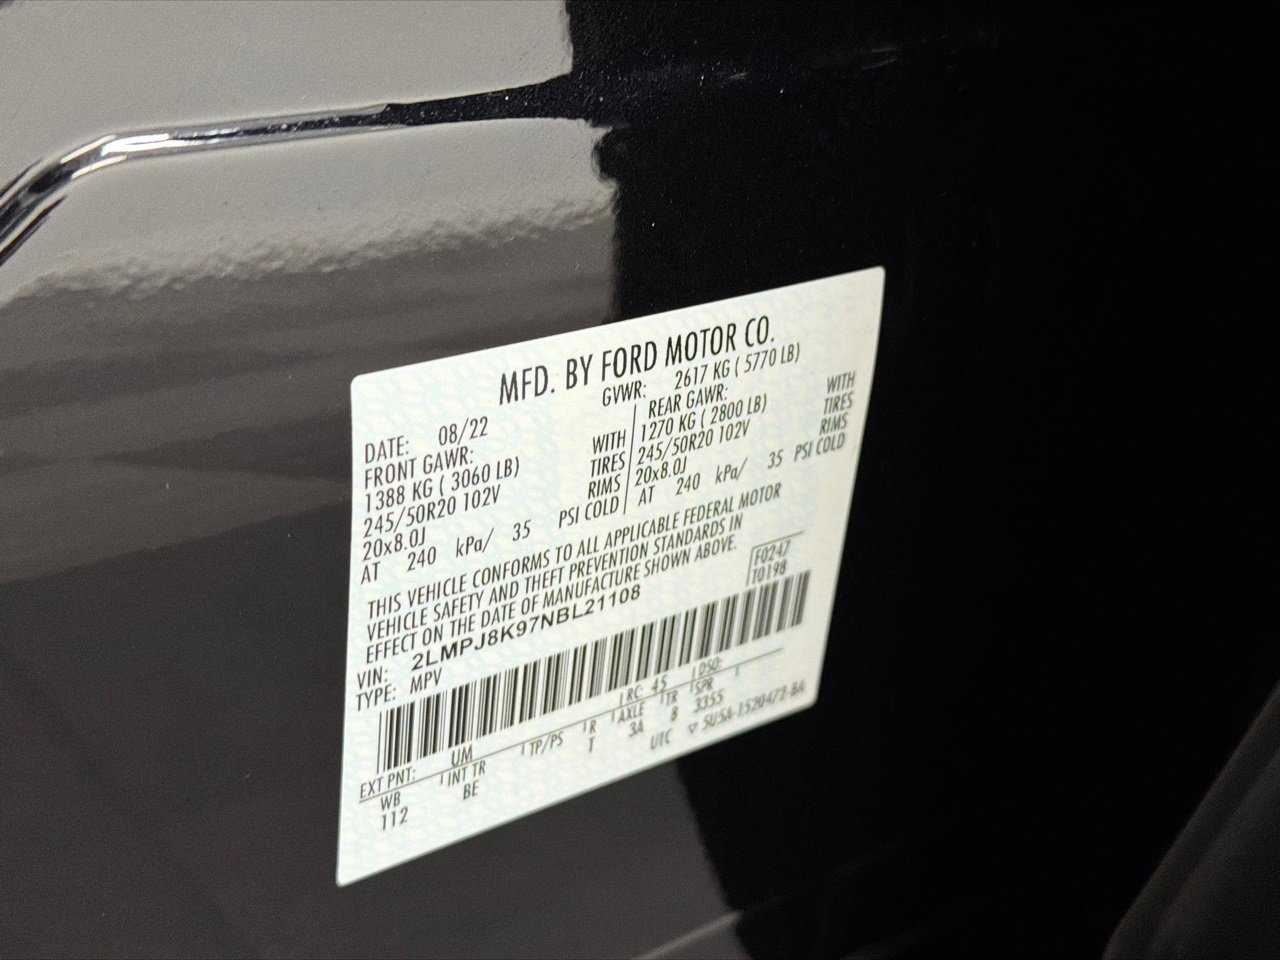 MFD. BY FORD MOTOR CO.
DATE: 08/22
GVWR: 2617 KG ( 5770 LB)
FRONT GAWR:
1388 KG ( 3060 LB) WITH
245/50R20 102V TIRES
20x8.0J RIMS
AT 240 kPa/ 35 PSI COLD
REAR GAWR:
1270 KG ( 2800 LB) WITH
245/50R20 102V TIRES
20x8.0J RIMS
AT 240 kPa/ 35 PSI COLD
THIS VEHICLE CONFORMS TO ALL APPLICABLE FEDERAL MOTOR
VEHICLE SAFETY AND THEFT PREVENTION STANDARDS IN
EFFECT ON THE DATE OF MANUFACTURE SHOWN ABOVE.
VIN: 2LMPJ8K97NBL21108
TYPE: MPV
F0247
T0198
EXT PNT: UM RC: 45 DSO:
WB INT TR TP/PS R AXLE TR SPR
112 BE T 3A B 3355
UTC ▽ 5U5A-1520472-BA